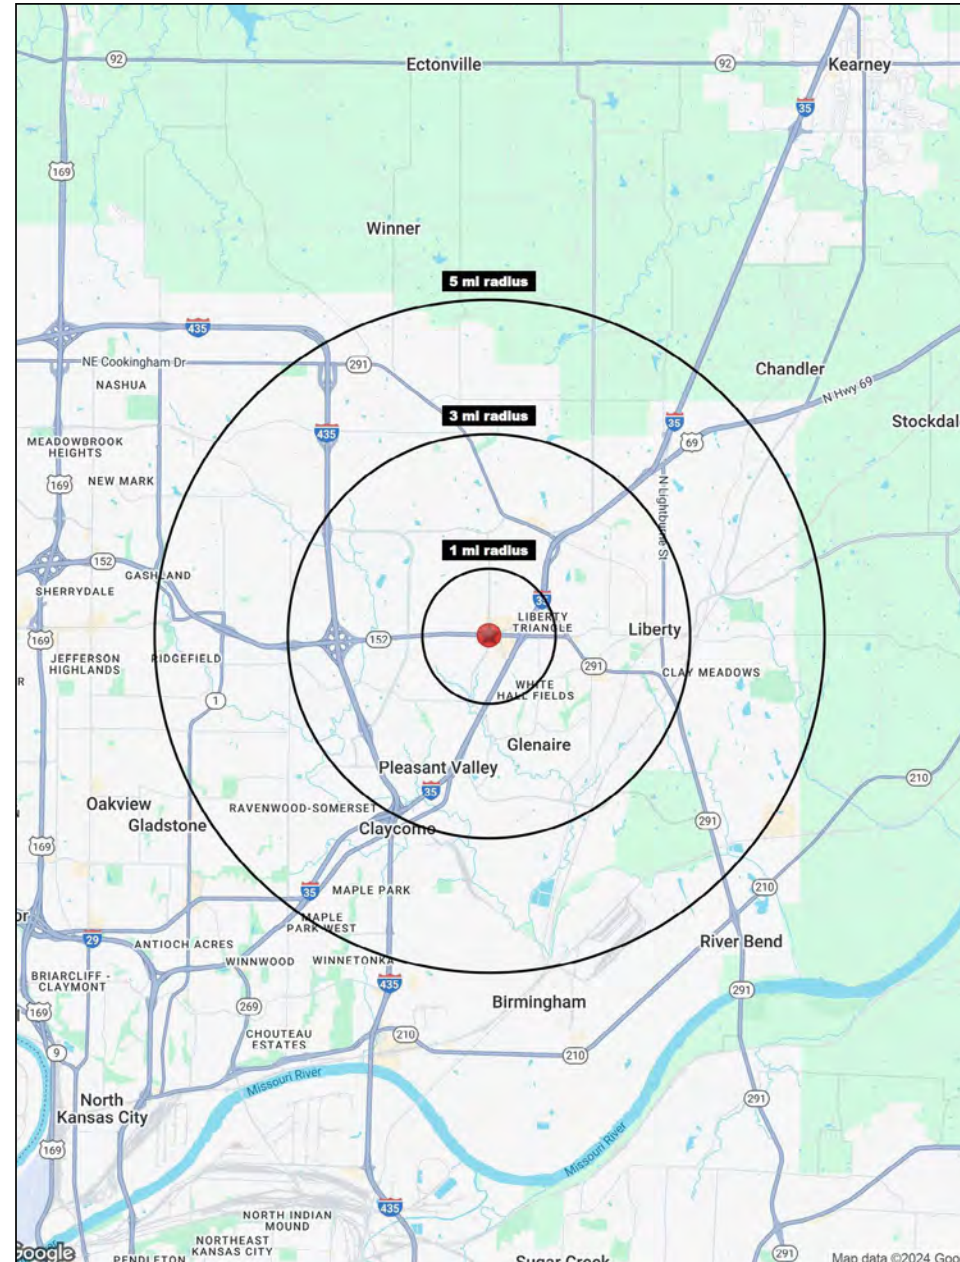 92
Ectonville
92
Kearney
35
169
Winner
5 mi radius
435
NE Cookingham Dr
291
NASHUA
Chandler
N Hwy 69
3 mi radius
435
35
69
Stockdal
MEADOWBROOK
HEIGHTS
169
NEW MARK
N Lightburne St
1 mi radius
152
GASHLAND
SHERRYDALE
35
LIBERTY
TRIANGLE
Liberty
169
152
JEFFERSON
HIGHLANDS
RIDGEFIELD
291
CLAY MEADOWS
R
1
WHITE
HALL FIELDS
Glenaire
Pleasant Valley
210
35
Oakview
RAVENWOOD-SOMERSET
Gladstone
Claycomo
291
169
35
MAPLE PARK
210
MAPLE
PARK WEST
29
ANTIOCH ACRES
River Bend
WINNWOOD
WINNETONKA
BRIARCLIFF -
CLAYMONT
435
291
169
269
Birmingham
CHOUTEAU
ESTATES
210
210
9
Missouri River
North
Kansas City
291
169
Missouri River
435
NORTH INDIAN
MOUND
NORTHEAST
KANSAS CITY
291
Google
PENDLETON
Sugar Creek
Map data ©2024 Goo